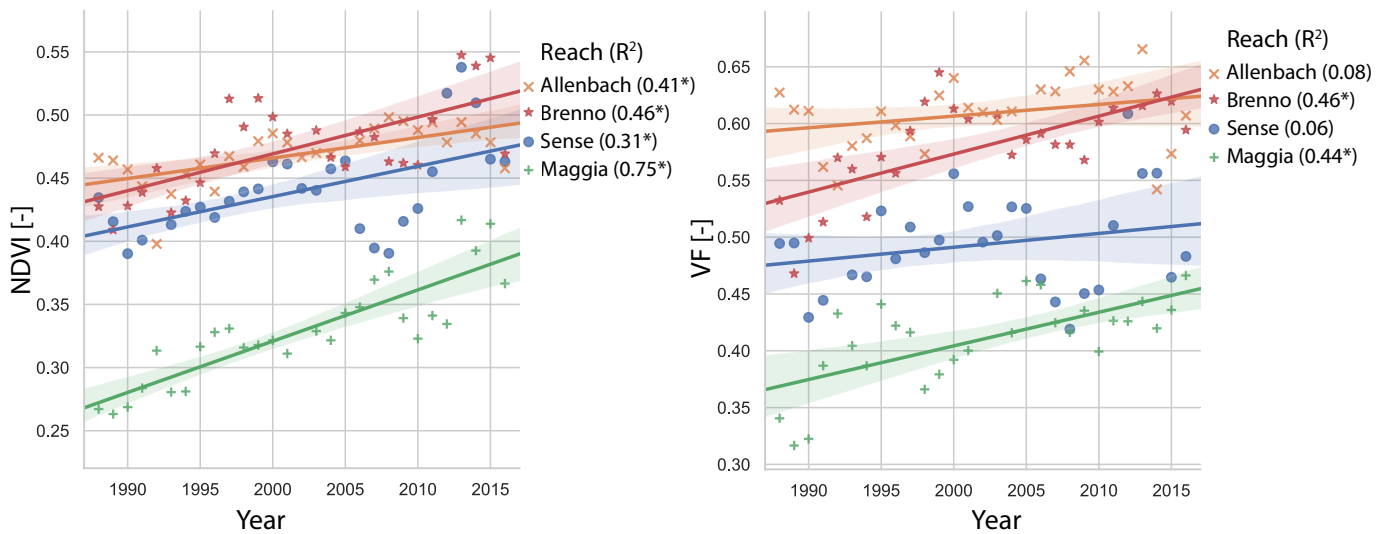 0.55
0.50
0.45
0.40
0.35
0.30
0.25
NDVI [-]
1990 1995 2000 2005 2010 2015
Year
Reach (R²)
Allenbach (0.41*)
Brenno (0.46*)
Sense (0.31*)
Maggia (0.75*)
0.65
0.60
0.55
0.50
0.45
0.40
0.35
0.30
VF [-]
1990 1995 2000 2005 2010 2015
Year
Reach (R²)
Allenbach (0.08)
Brenno (0.46*)
Sense (0.06)
Maggia (0.44*)